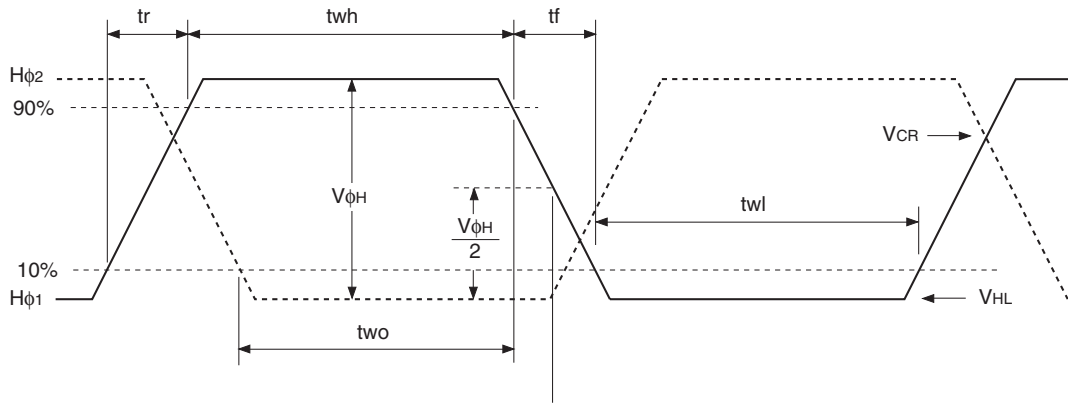 tr twh tf
Hϕ2
90%
VCR
VϕH
twl
VϕH
2
10%
Hϕ1
VHL
two